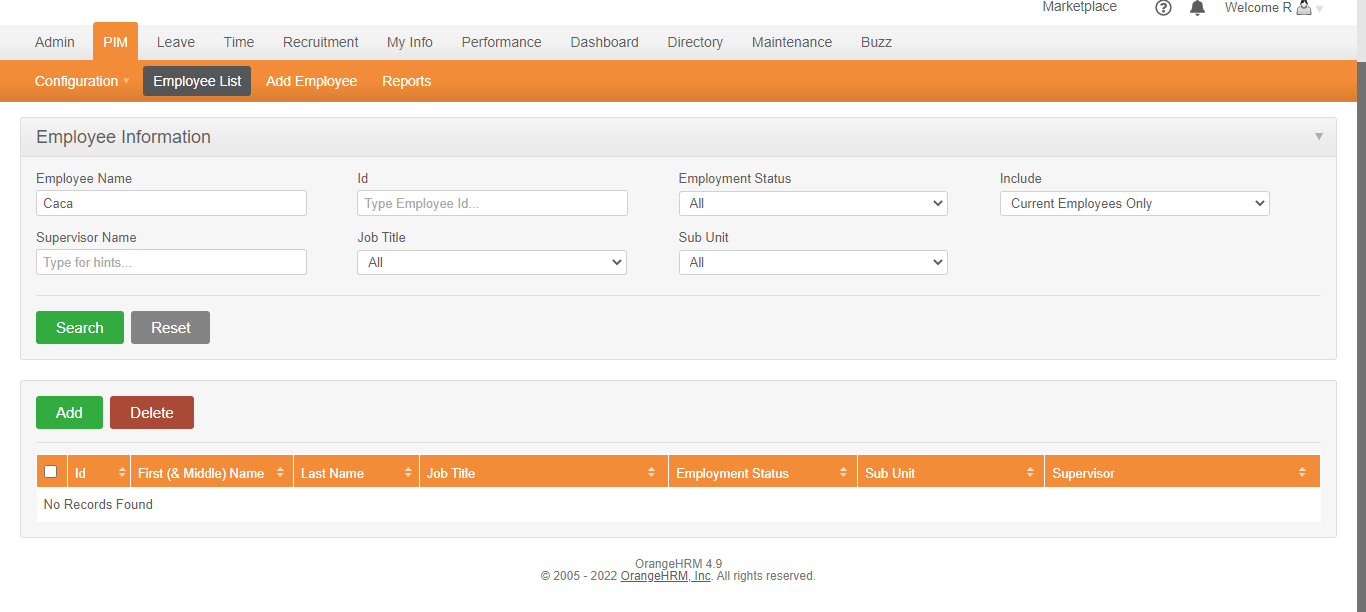 Marketplace Welcome R
Admin PIM Leave Time Recruitment My Info Performance Dashboard Directory Maintenance Buzz
Configuration Employee List Add Employee Reports
Employee Information
Employee Name Id Employment Status Include
Caca Type Employee Id... All Current Employees Only
Supervisor Name Job Title Sub Unit
Type for hints... All All
Search Reset
Add Delete
Id First (& Middle) Name Last Name Job Title Employment Status Sub Unit Supervisor
No Records Found
OrangeHRM 4.9
© 2005 - 2022 OrangeHRM, Inc. All rights reserved.